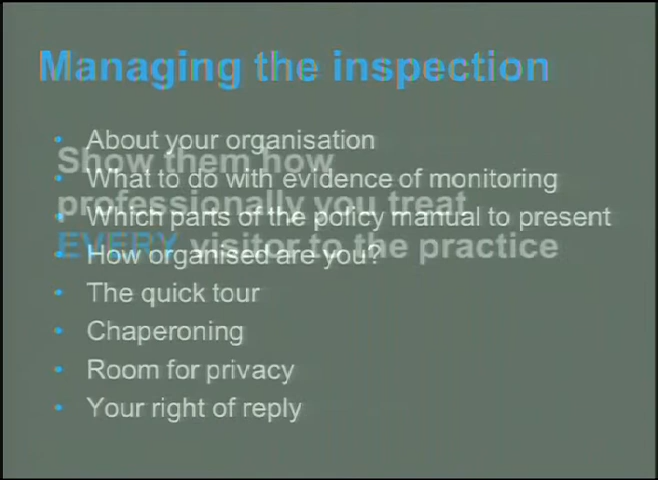 Managing the inspection
• About your organisation
Show them how
• What to do with evidence of monitoring
professionally you treat
• Which parts of the policy manual to present
EVERY visitor to the practice
• How organised are you?
• The quick tour
• Chaperoning
• Room for privacy
• Your right of reply